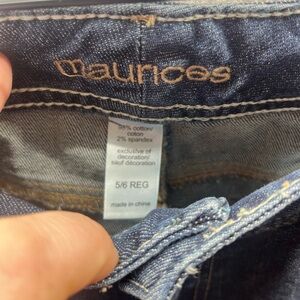 maurices
98% cotton/
coton
2% spandex
exclusive of
decoration/
sauf décoration
5/6 REG
made in china